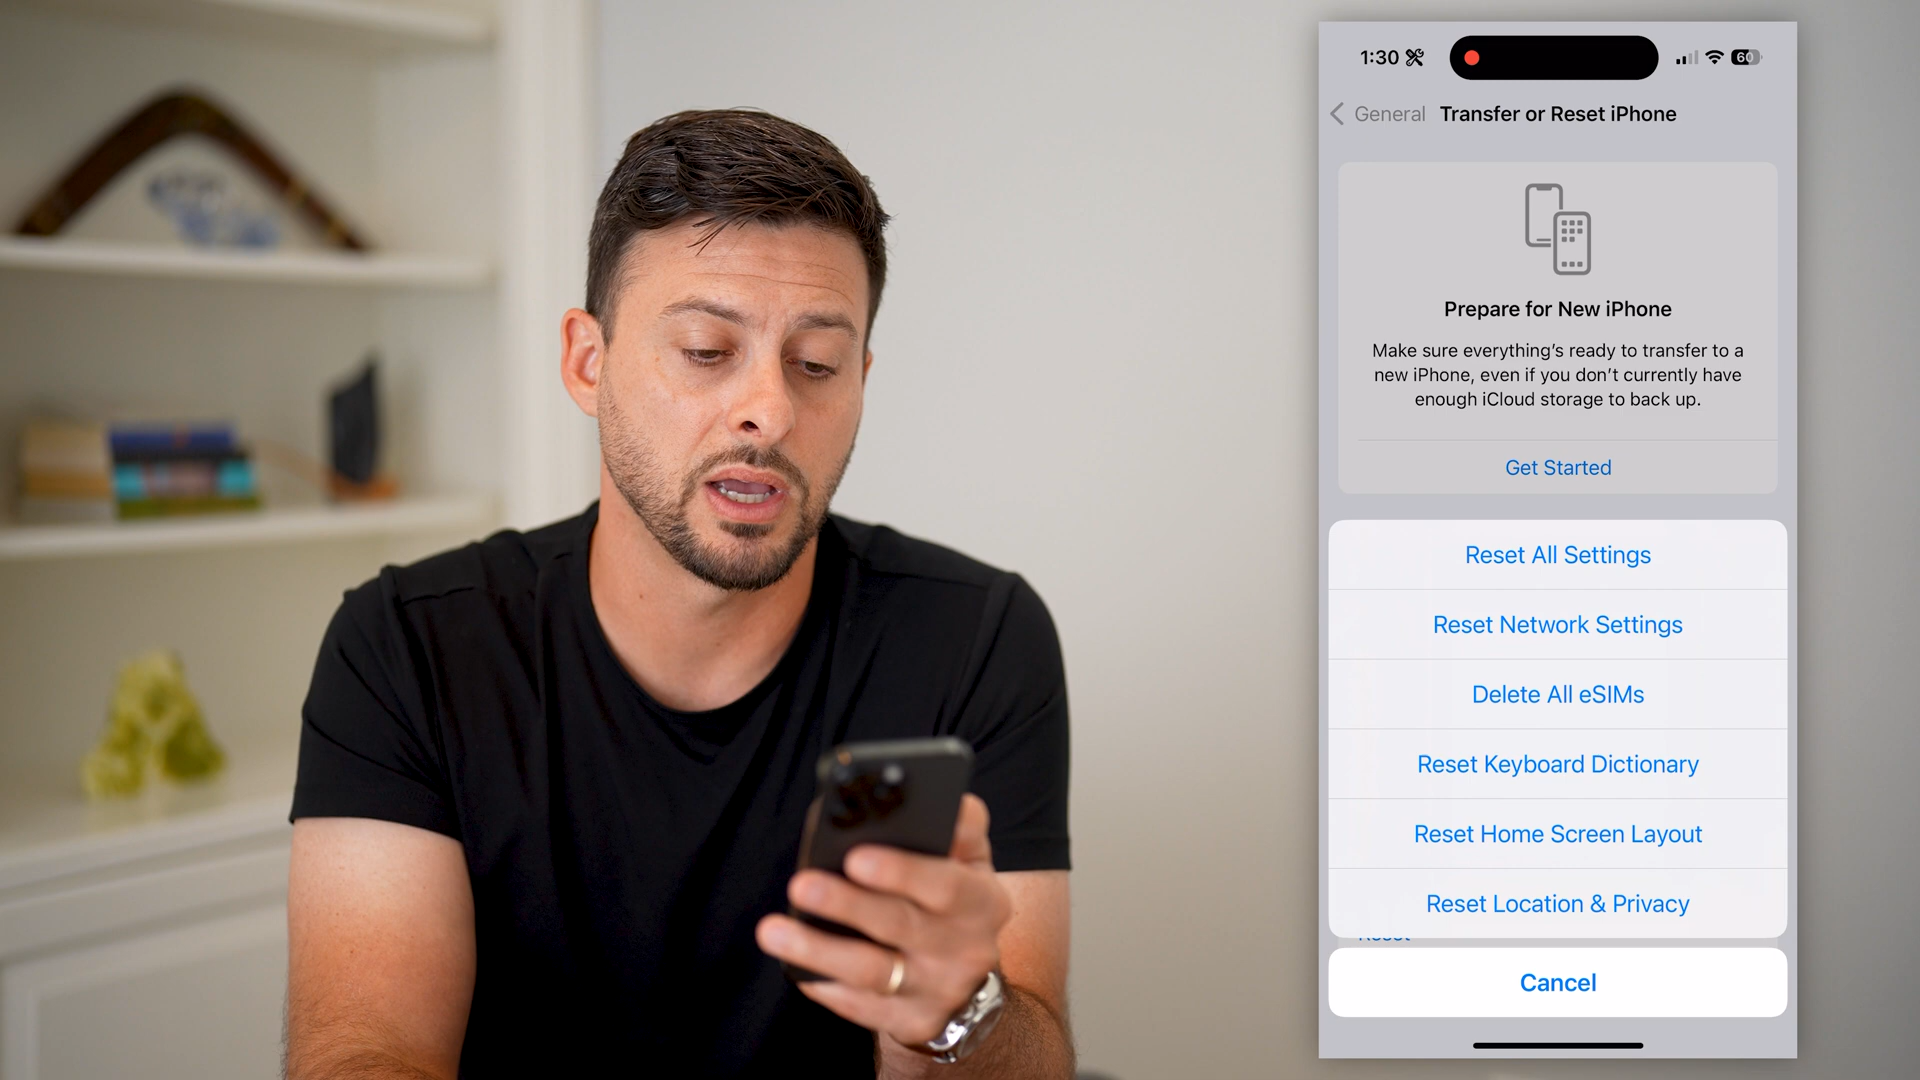 1:30
60
General Transfer or Reset iPhone
Prepare for New iPhone
Make sure everything's ready to transfer to a
new iPhone, even if you don't currently have
enough iCloud storage to back up.
Get Started
Reset All Settings
Reset Network Settings
Delete All eSIMs
Reset Keyboard Dictionary
Reset Home Screen Layout
Reset Location & Privacy
Reset
Cancel